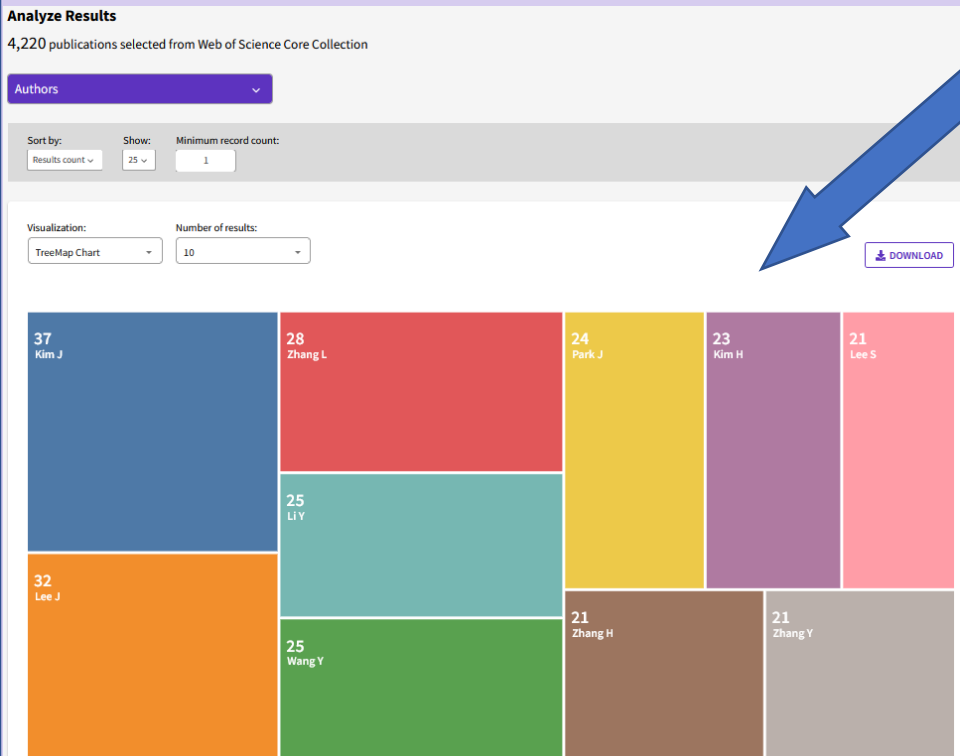 Analyze Results
4,220 publications selected from Web of Science Core Collection
Authors
Sort by: Show: Minimum record count:
Results count 25 1
Visualization: Number of results:
TreeMap Chart 10
DOWNLOAD
37
Kim J
28
Zhang L
24
Park J
23
Kim H
21
Lee S
25
Li Y
32
Lee J
21
Zhang H
21
Zhang Y
25
Wang Y